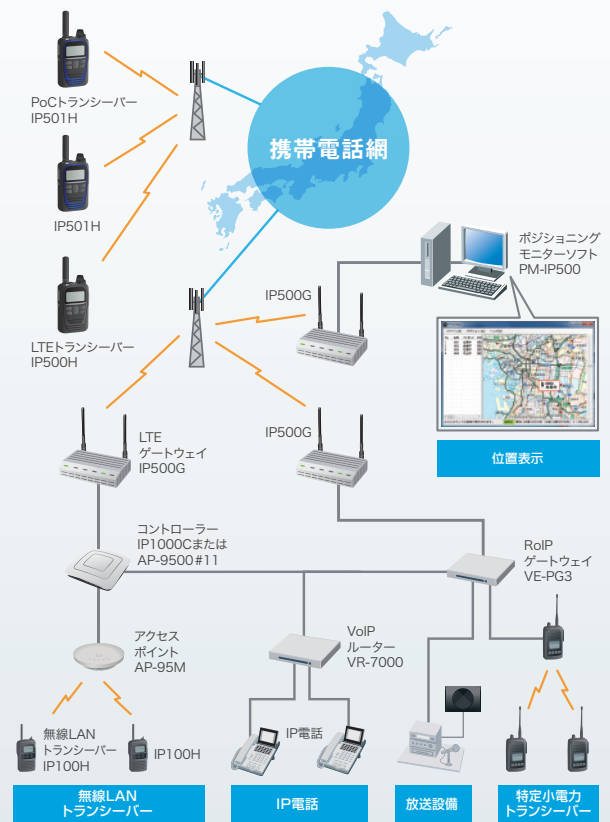 PoCトランシーバー
IP501H
携帯電話網
IP501H
ポジショニング
モニターソフト
PM-IP500
IP500G
LTEトランシーバー
IP500H
位置表示
LTE
ゲートウェイ
IP500G
IP500G
コントローラー
IP1000Cまたは
AP-9500#11
RoIP
ゲートウェイ
VE-PG3
アクセス
ポイント
AP-95M
VoIP
ルーター
VR-7000
無線LAN
トランシーバー
IP100H
IP100H
IP電話
無線LAN
トランシーバー
IP電話
放送設備
特定小電力
トランシーバー